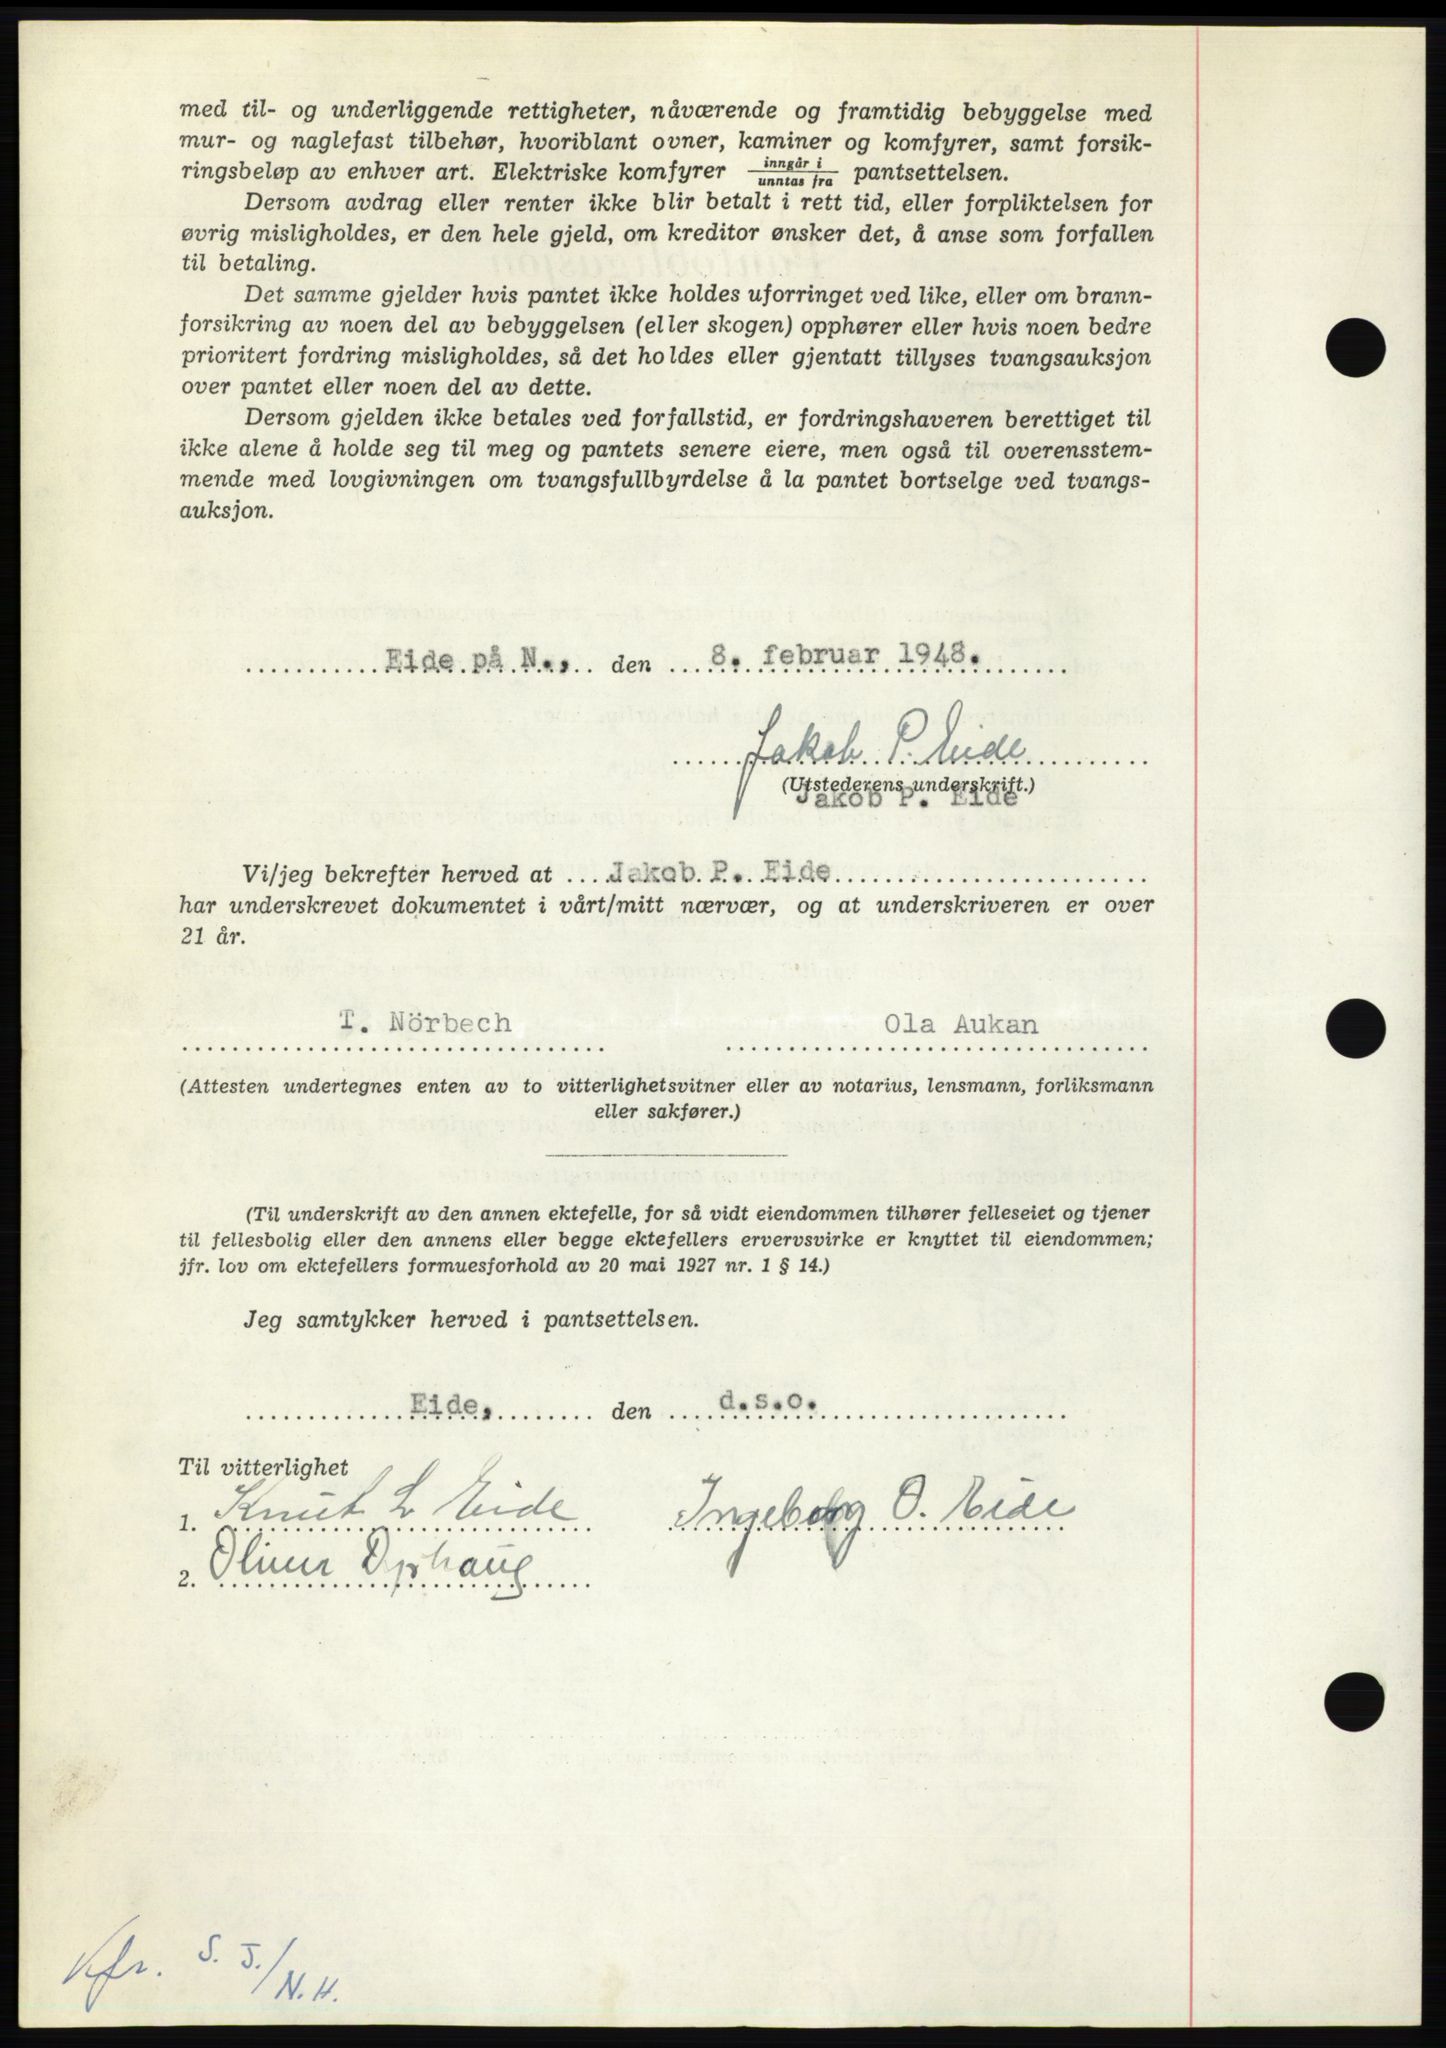 med til- og underliggende rettigheter, nåværende og framtidig bebyggelse med
mur- og naglefast tilbehør, hvoriblant ovner, kaminer og komfyrer, samt forsik-
ringsbeløp av enhver art. Elektriske komfyrer inngår i / unntas fra pantsettelsen.
Dersom avdrag eller renter ikke blir betalt i rett tid, eller forpliktelsen for
øvrig misligholdes, er den hele gjeld, om kreditor ønsker det, å anse som forfallen
til betaling.
Det samme gjelder hvis pantet ikke holdes uforringet ved like, eller om brann-
forsikring av noen del av bebyggelsen (eller skogen) opphører eller hvis noen bedre
prioritert fordring misligholdes, så det holdes eller gjentatt tillyses tvangsauksjon
over pantet eller noen del av dette.
Dersom gjelden ikke betales ved forfallstid, er fordringshaveren berettiget til
ikke alene å holde seg til meg og pantets senere eiere, men også til overensstem-
mende med lovgivningen om tvangsfullbyrdelse å la pantet bortselge ved tvangs-
auksjon.
Eide på N., den 8. februar 1948.
Jakob P. Eide
(Utstederens underskrift.)
Jakob P. Eide
Vi/jeg bekrefter herved at Jakob P. Eide
har underskrevet dokumentet i vårt/mitt nærvær, og at underskriveren er over
21 år.
T. Nörbech Ola Aukan
(Attesten undertegnes enten av to vitterlighetsvitner eller av notarius, lensmann, forliksmann
eller sakfører.)
(Til underskrift av den annen ektefelle, for så vidt eiendommen tilhører felleseiet og tjener
til fellesbolig eller den annens eller begge ektefellers ervervsvirke er knyttet til eiendommen;
jfr. lov om ektefellers formuesforhold av 20 mai 1927 nr. 1 § 14.)
Jeg samtykker herved i pantsettelsen.
Eide, den d.s.o.
Til vitterlighet
1. Knut L Eide Ingeborg O. Eide
2. Oliver
Kfr. S. J./N.H.